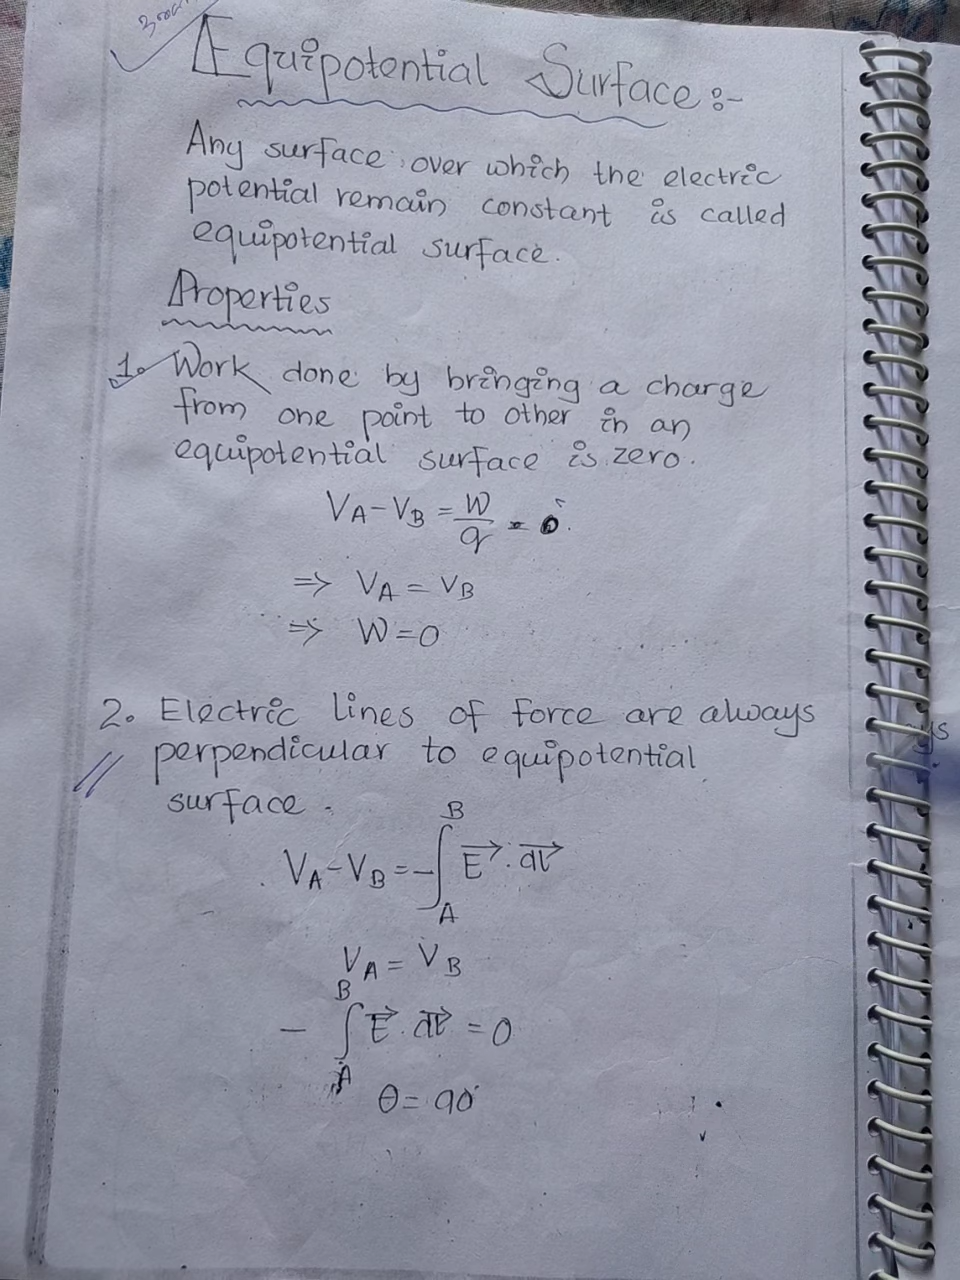 Equipotential Surface :-
Any surface over which the electric
potential remain constant is called
equipotential surface.
Properties
1. Work done by bringing a charge
from one point to other in an
equipotential surface is zero.
VA - VB = W/q = 0.
⇒ VA = VB
⇒ W = 0
2. Electric lines of force are always
perpendicular to equipotential
surface.
B
VA - VB = - ∫ E⃗ . dr⃗
A
VA = VB
B
- ∫ E⃗ . dr⃗ = 0
A
θ = 90°